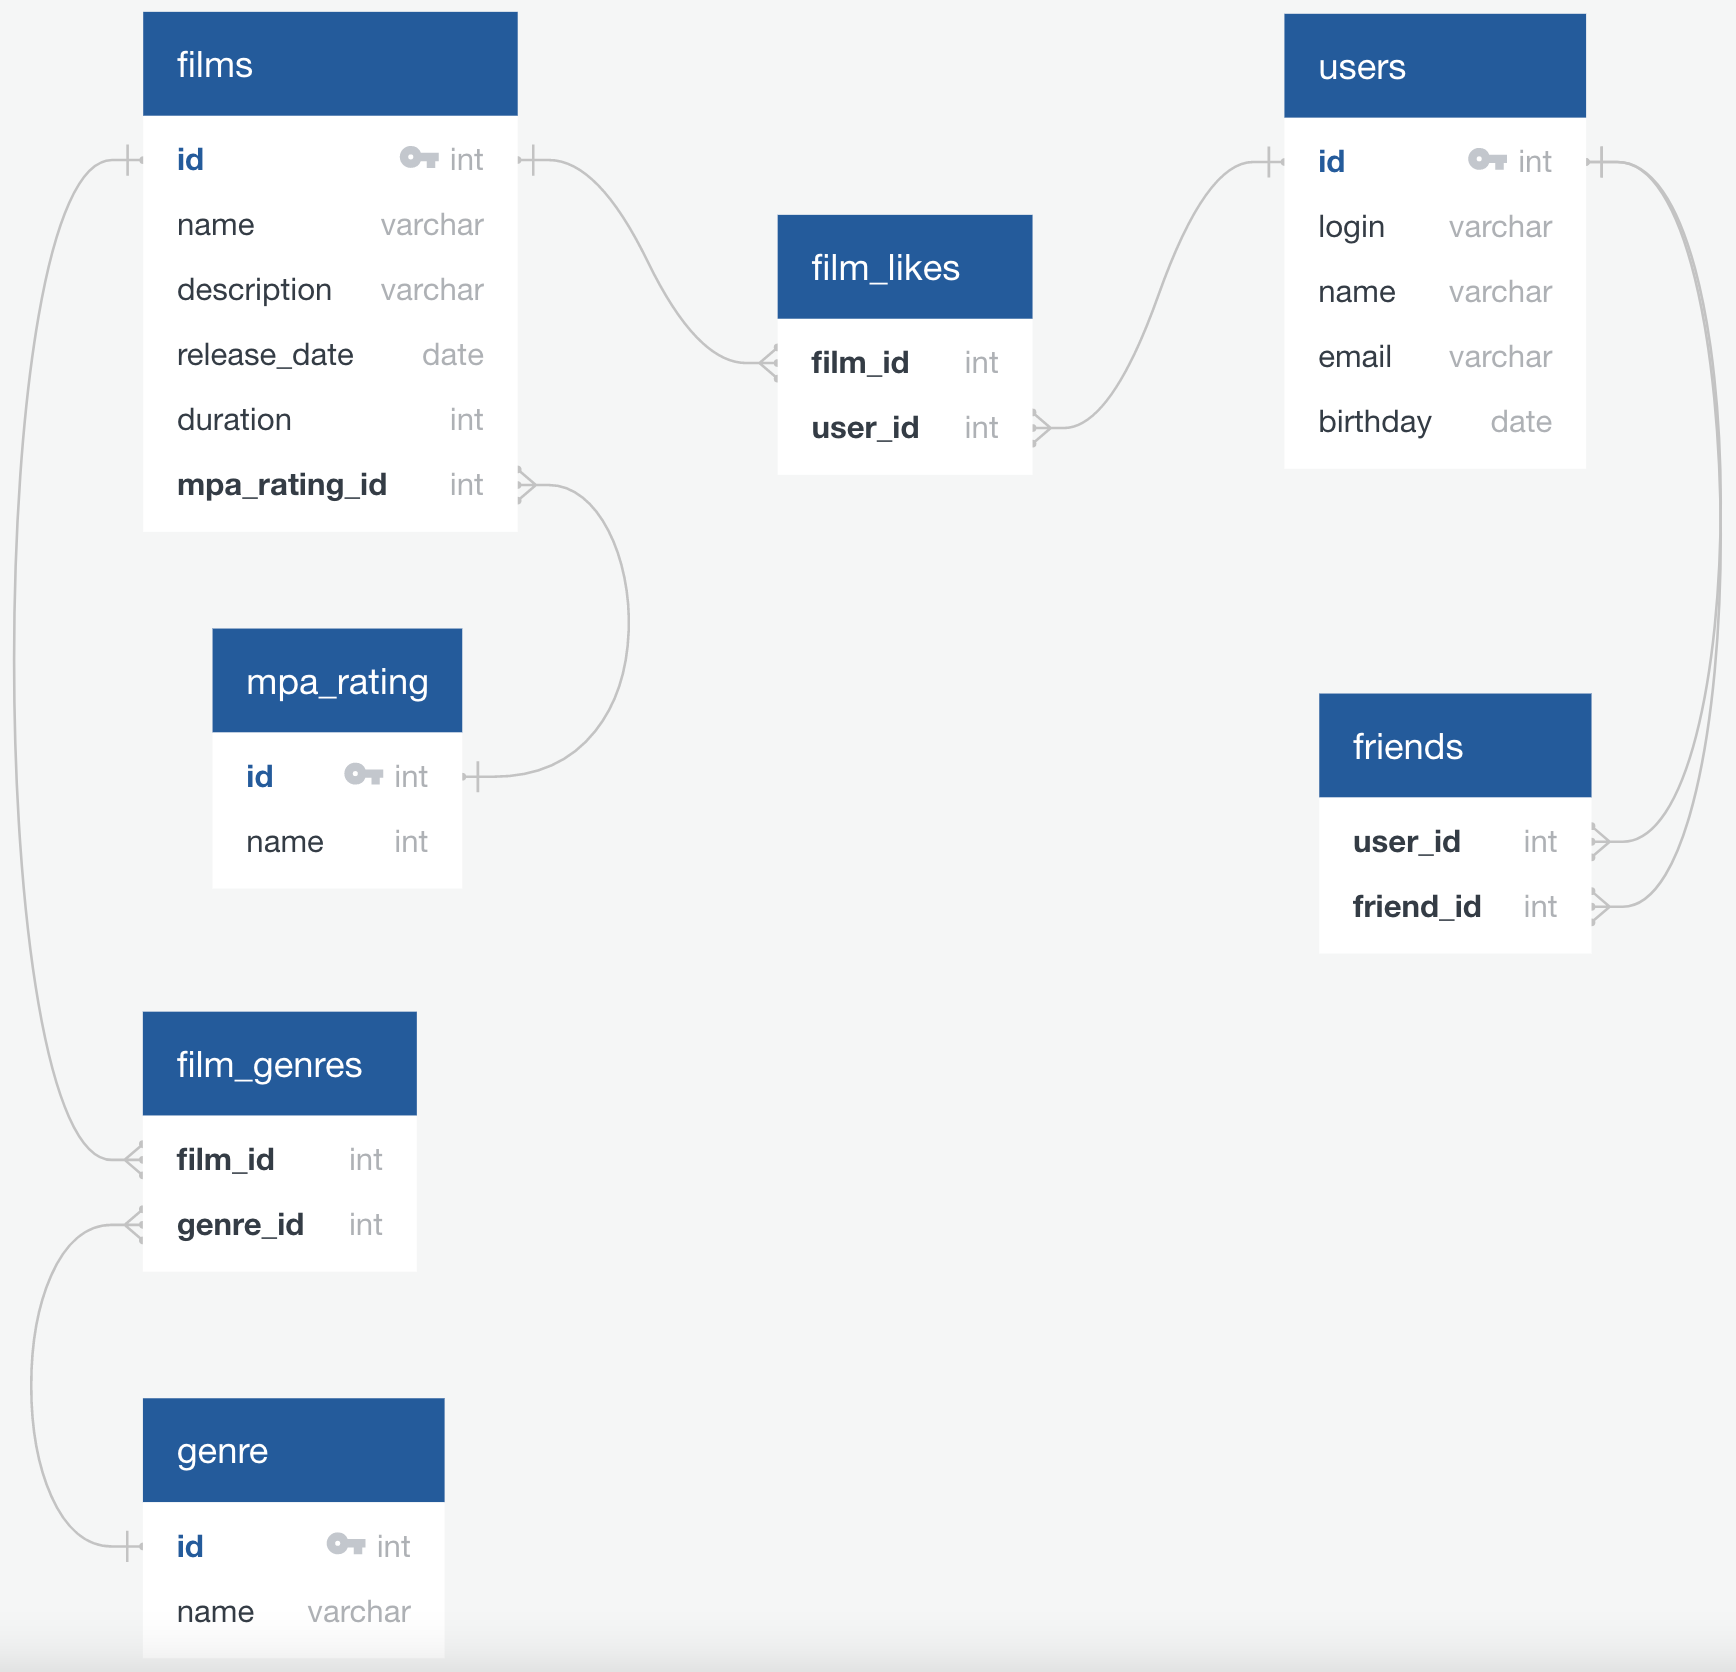 films
id int
name varchar
description varchar
release_date date
duration int
mpa_rating_id int
mpa_rating
id int
name int
film_genres
film_id int
genre_id int
genre
id int
name varchar
film_likes
film_id int
user_id int
users
id int
login varchar
name varchar
email varchar
birthday date
friends
user_id int
friend_id int